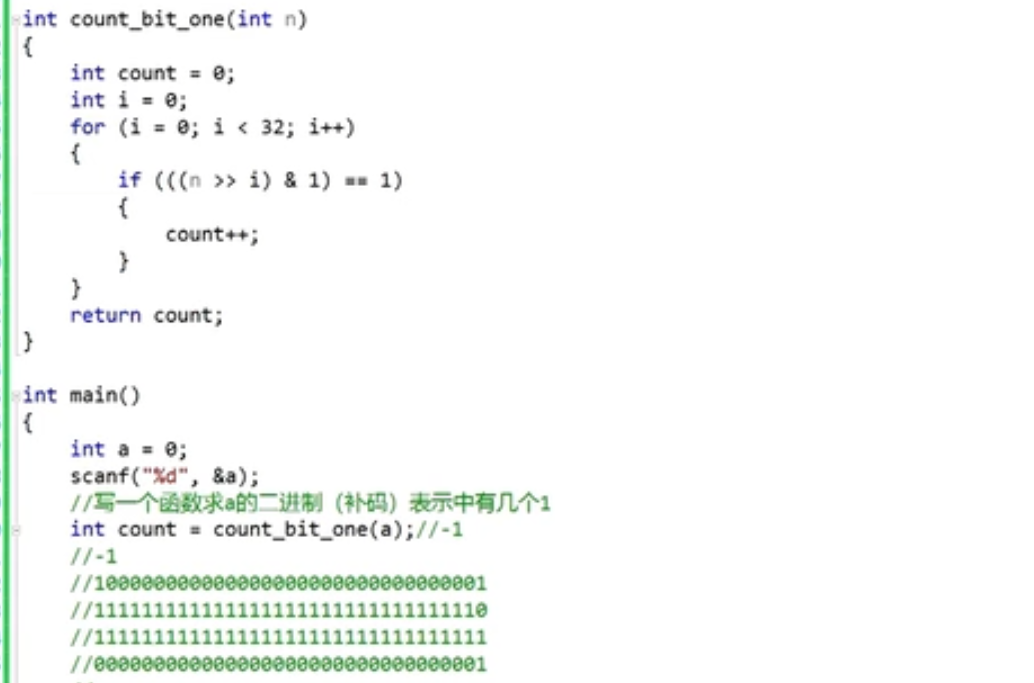 int count_bit_one(int n)
{
    int count = 0;
    int i = 0;
    for (i = 0; i < 32; i++)
    {
        if (((n >> i) & 1) == 1)
        {
            count++;
        }
    }
    return count;
}
int main()
{
    int a = 0;
    scanf("%d", &a);
    //写一个函数求a的二进制（补码）表示中有几个1
    int count = count_bit_one(a);//-1
    //-1
    //10000000000000000000000000000001
    //11111111111111111111111111111110
    //11111111111111111111111111111111
    //00000000000000000000000000000001